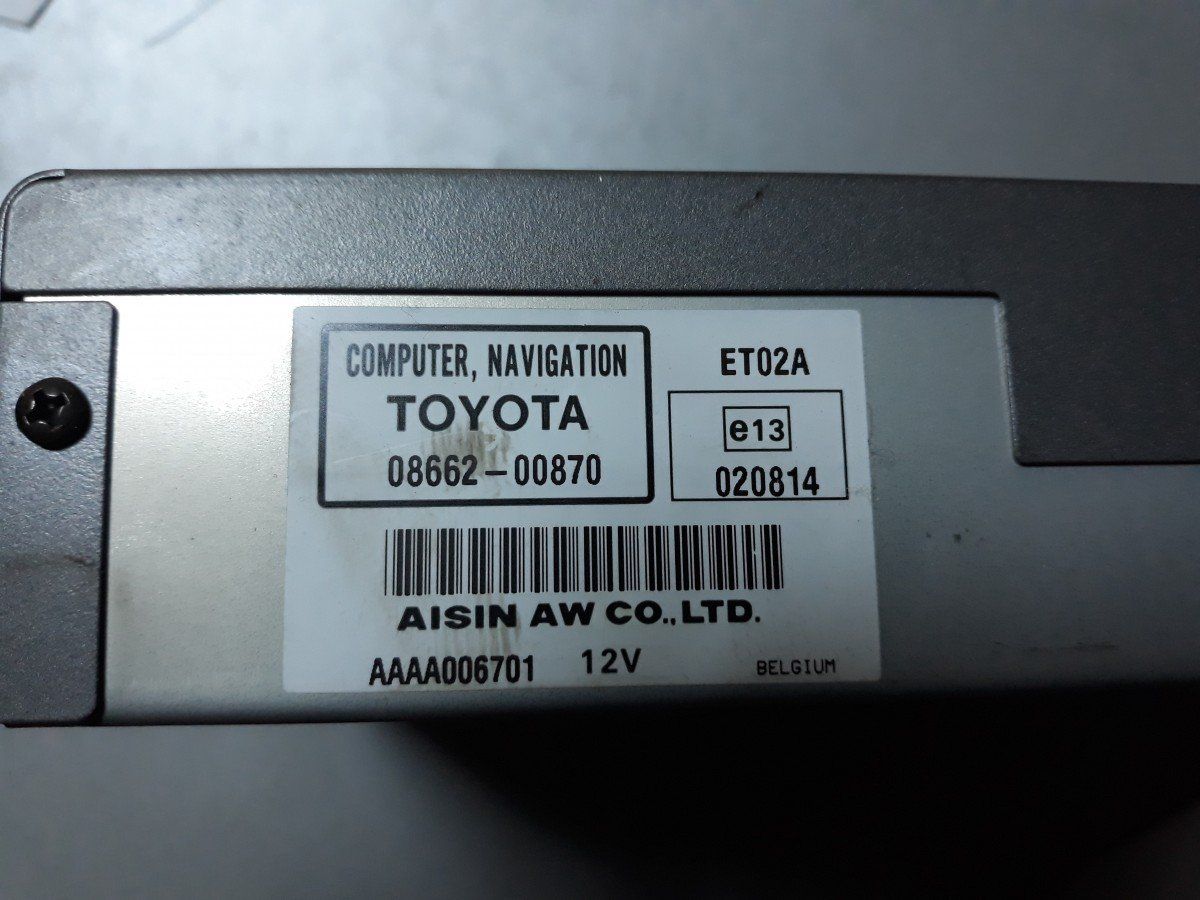 COMPUTER, NAVIGATION
TOYOTA
08662-00870
ET02A
e13
020814
AISIN AW CO.,LTD.
AAAA006701 12V BELGIUM